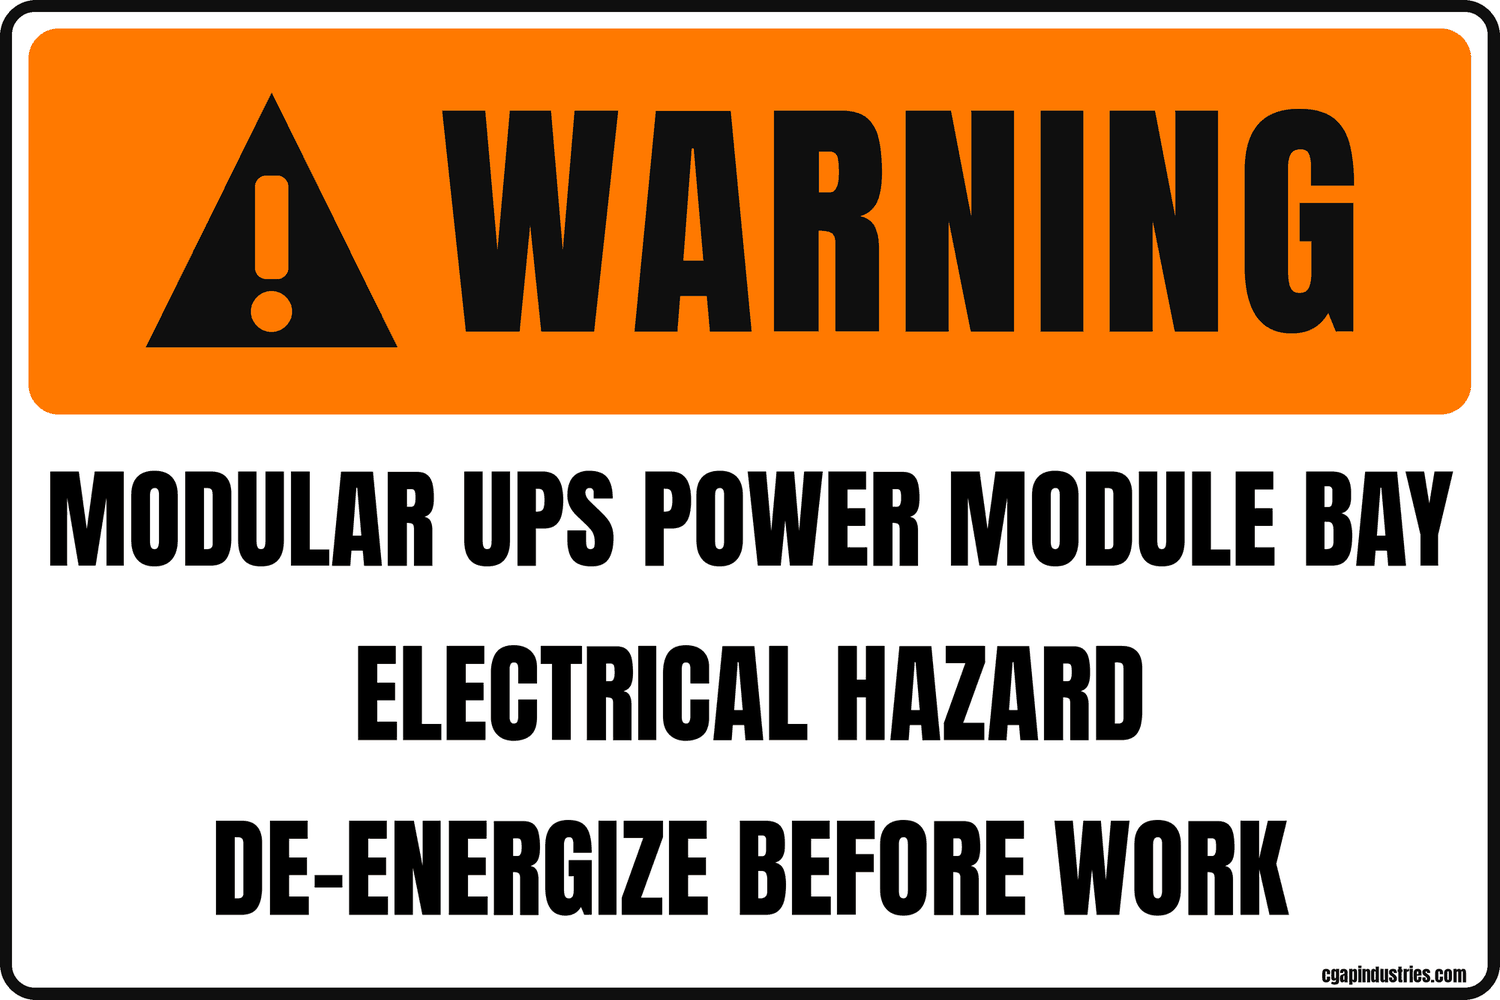 WARNING
MODULAR UPS POWER MODULE BAY
ELECTRICAL HAZARD
DE-ENERGIZE BEFORE WORK
cgapindustries.com